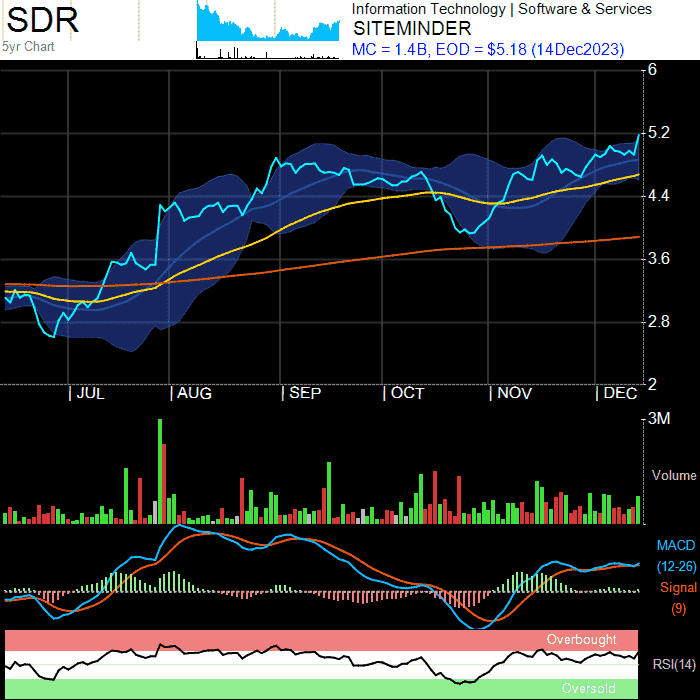 SDR
5yr Chart
Information Technology | Software & Services
SITEMINDER
MC = 1.4B, EOD = $5.18 (14Dec2023)
6
5.2
4.4
3.6
2.8
2
| JUL | AUG | SEP | OCT | NOV | DEC
3M
Volume
MACD
(12-26)
Signal
(9)
Overbought
RSI(14)
Oversold